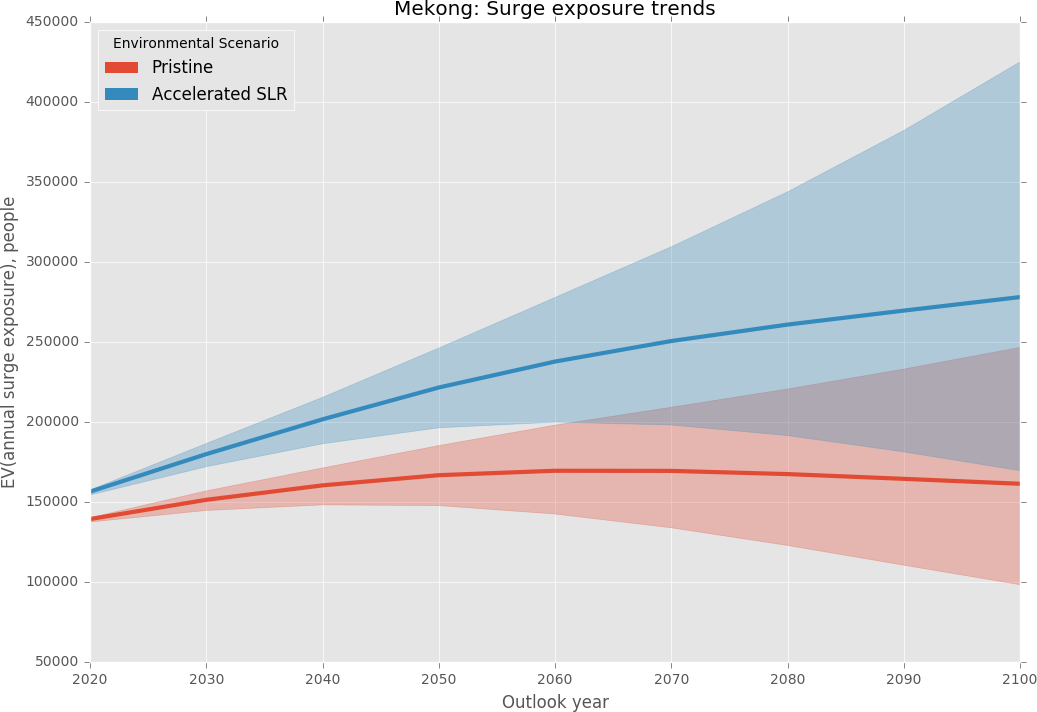 Mekong: Surge exposure trends
450000
400000
350000
300000
250000
200000
150000
100000
50000
EV(annual surge exposure), people
Environmental Scenario
Pristine
Accelerated SLR
2020 2030 2040 2050 2060 2070 2080 2090 2100
Outlook year